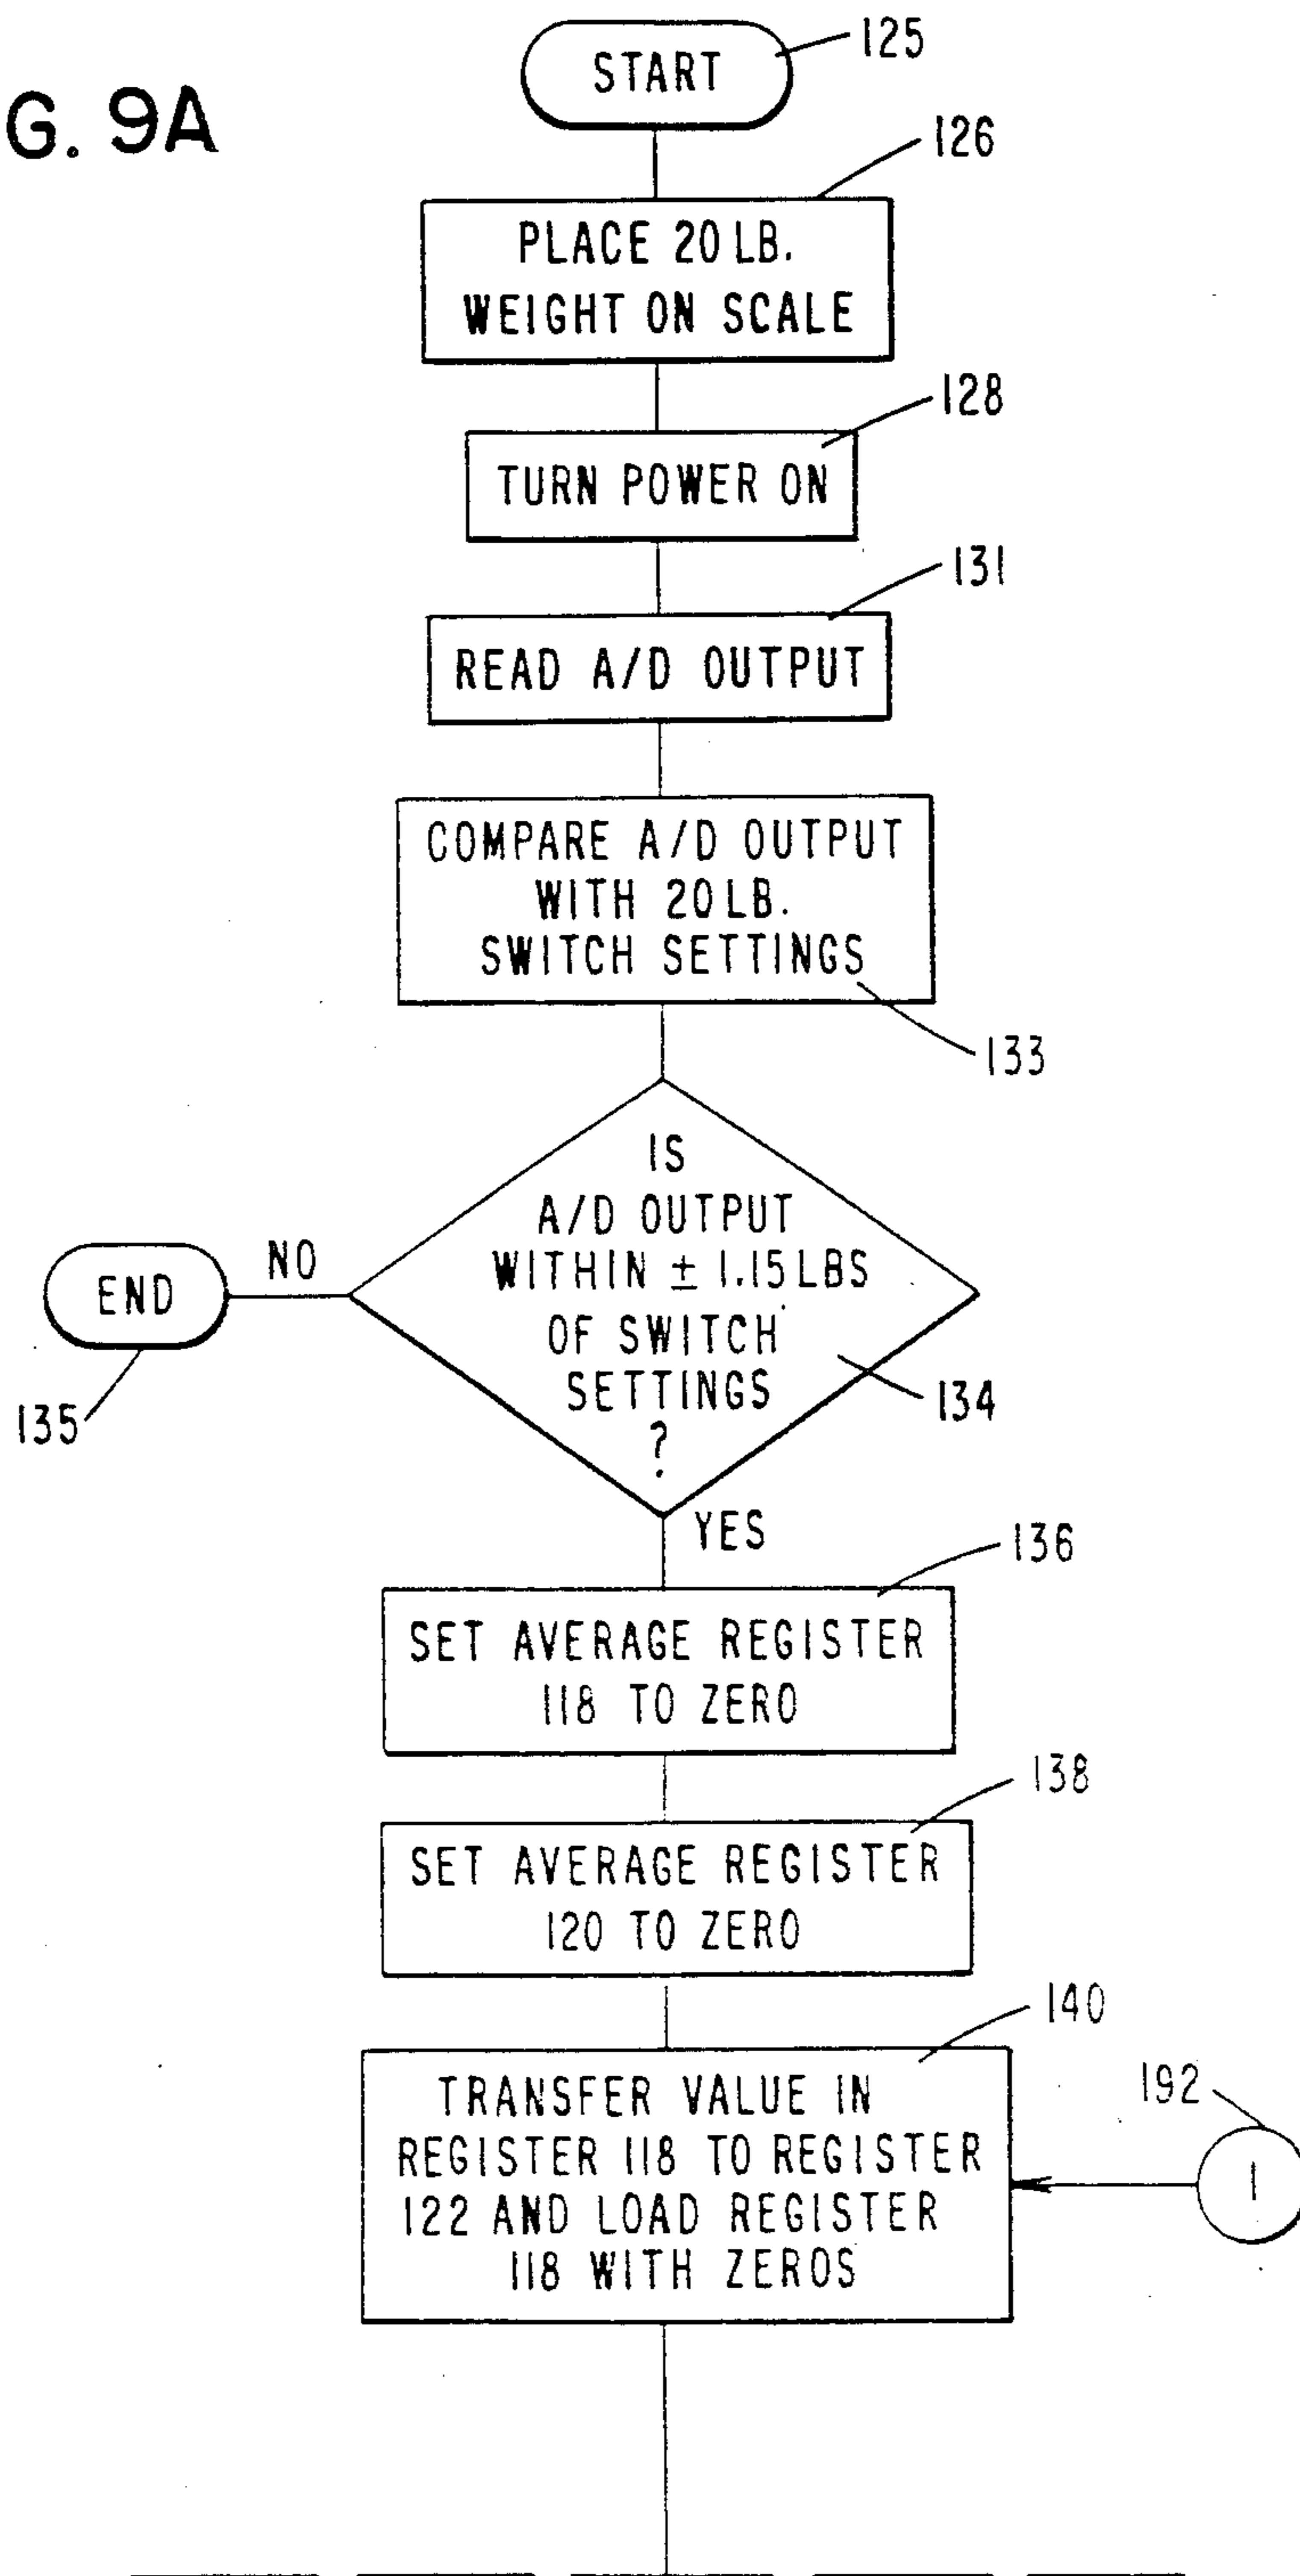 G. 9A
START
125
126
PLACE 20 LB.
WEIGHT ON SCALE
128
TURN POWER ON
131
READ A/D OUTPUT
COMPARE A/D OUTPUT
WITH 20 LB.
SWITCH SETTINGS
133
IS
A/D OUTPUT
WITHIN ± 1.15 LBS
OF SWITCH
SETTINGS
?
134
NO
END
135
YES
136
SET AVERAGE REGISTER
118 TO ZERO
138
SET AVERAGE REGISTER
120 TO ZERO
140
TRANSFER VALUE IN
REGISTER 118 TO REGISTER
122 AND LOAD REGISTER
118 WITH ZEROS
192
1